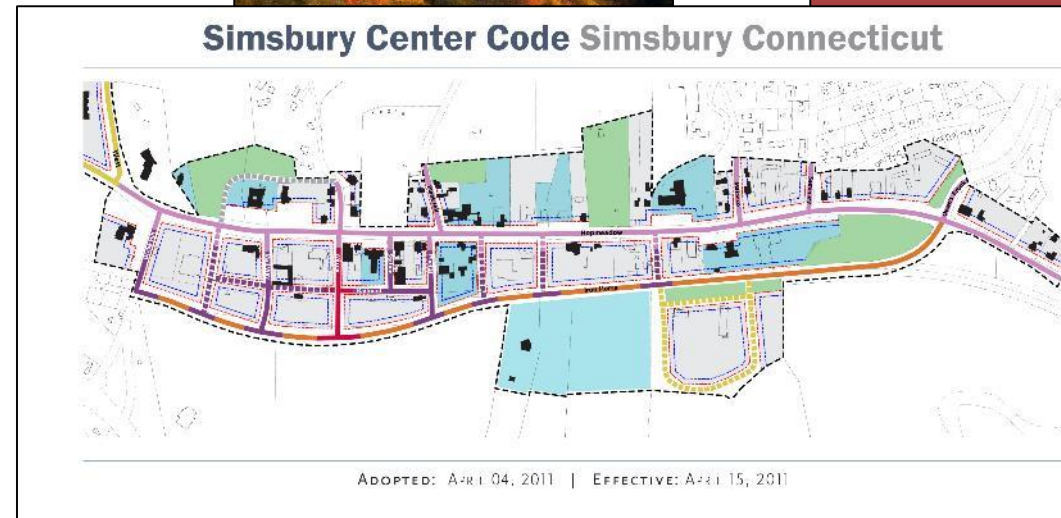 Simsbury Center Code Simsbury Connecticut
Hopmeadow
Iron Horse
ADOPTED: APRIL 04, 2011 | EFFECTIVE: APRIL 15, 2011